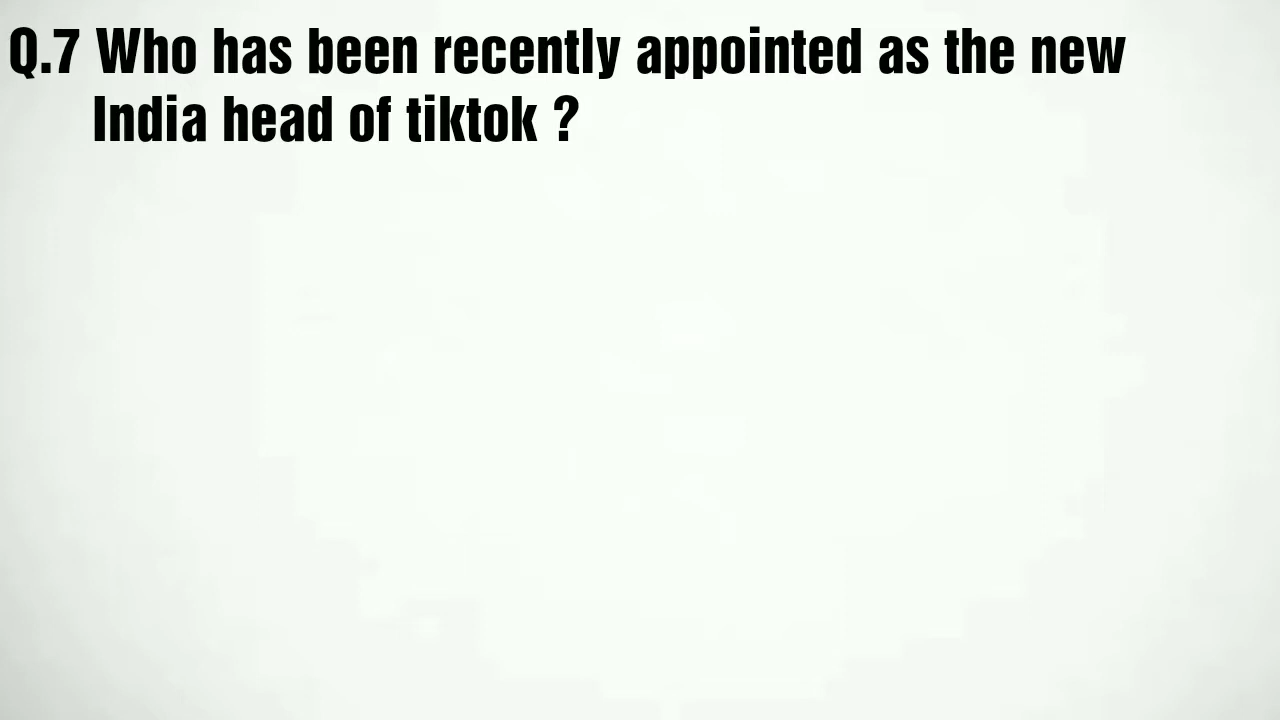 Q.7 Who has been recently appointed as the new
India head of tiktok ?